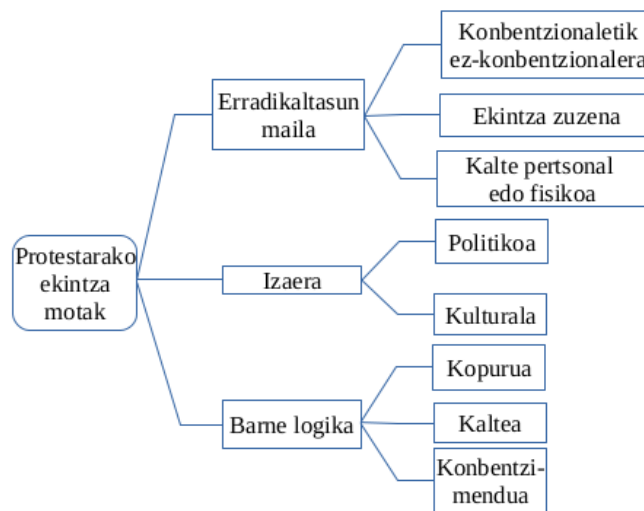 Protestarako
ekintza
motak
Erradikaltasun
maila
Konbentzionaletik
ez-konbentzionalera
Ekintza zuzena
Kalte pertsonal
edo fisikoa
Izaera
Politikoa
Kulturala
Barne logika
Kopurua
Kaltea
Konbentzi-
mendua